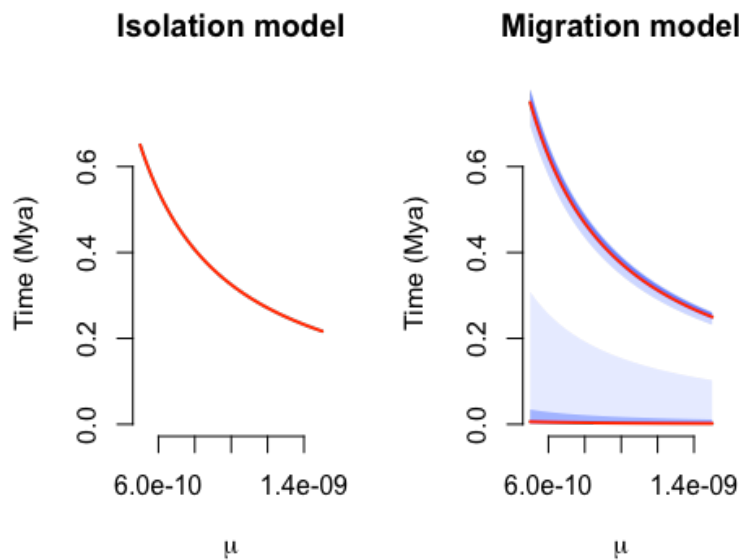 Isolation model
Time (Mya)
0.6
0.4
0.2
0.0
6.0e-10 1.4e-09
μ
Migration model
Time (Mya)
0.6
0.4
0.2
0.0
6.0e-10 1.4e-09
μ